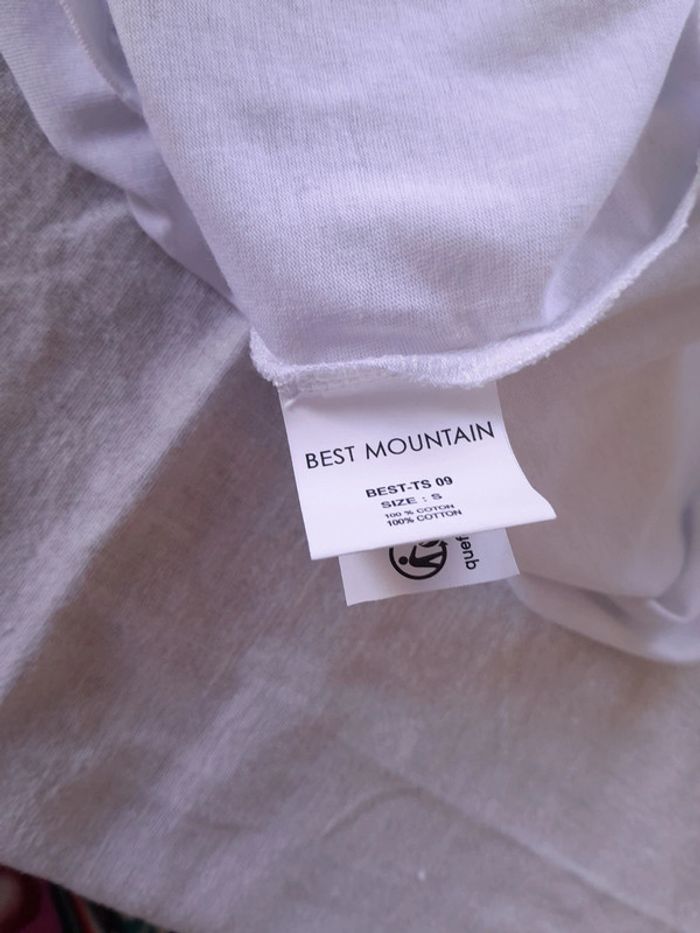 BEST MOUNTAIN
BEST-TS 09
SIZE : S
100 % COTON
100% COTTON